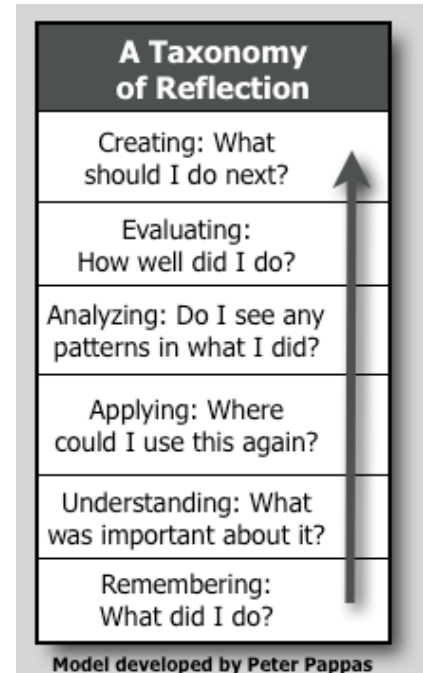 A Taxonomy
of Reflection
Creating: What
should I do next?
Evaluating:
How well did I do?
Analyzing: Do I see any
patterns in what I did?
Applying: Where
could I use this again?
Understanding: What
was important about it?
Remembering:
What did I do?
Model developed by Peter Pappas